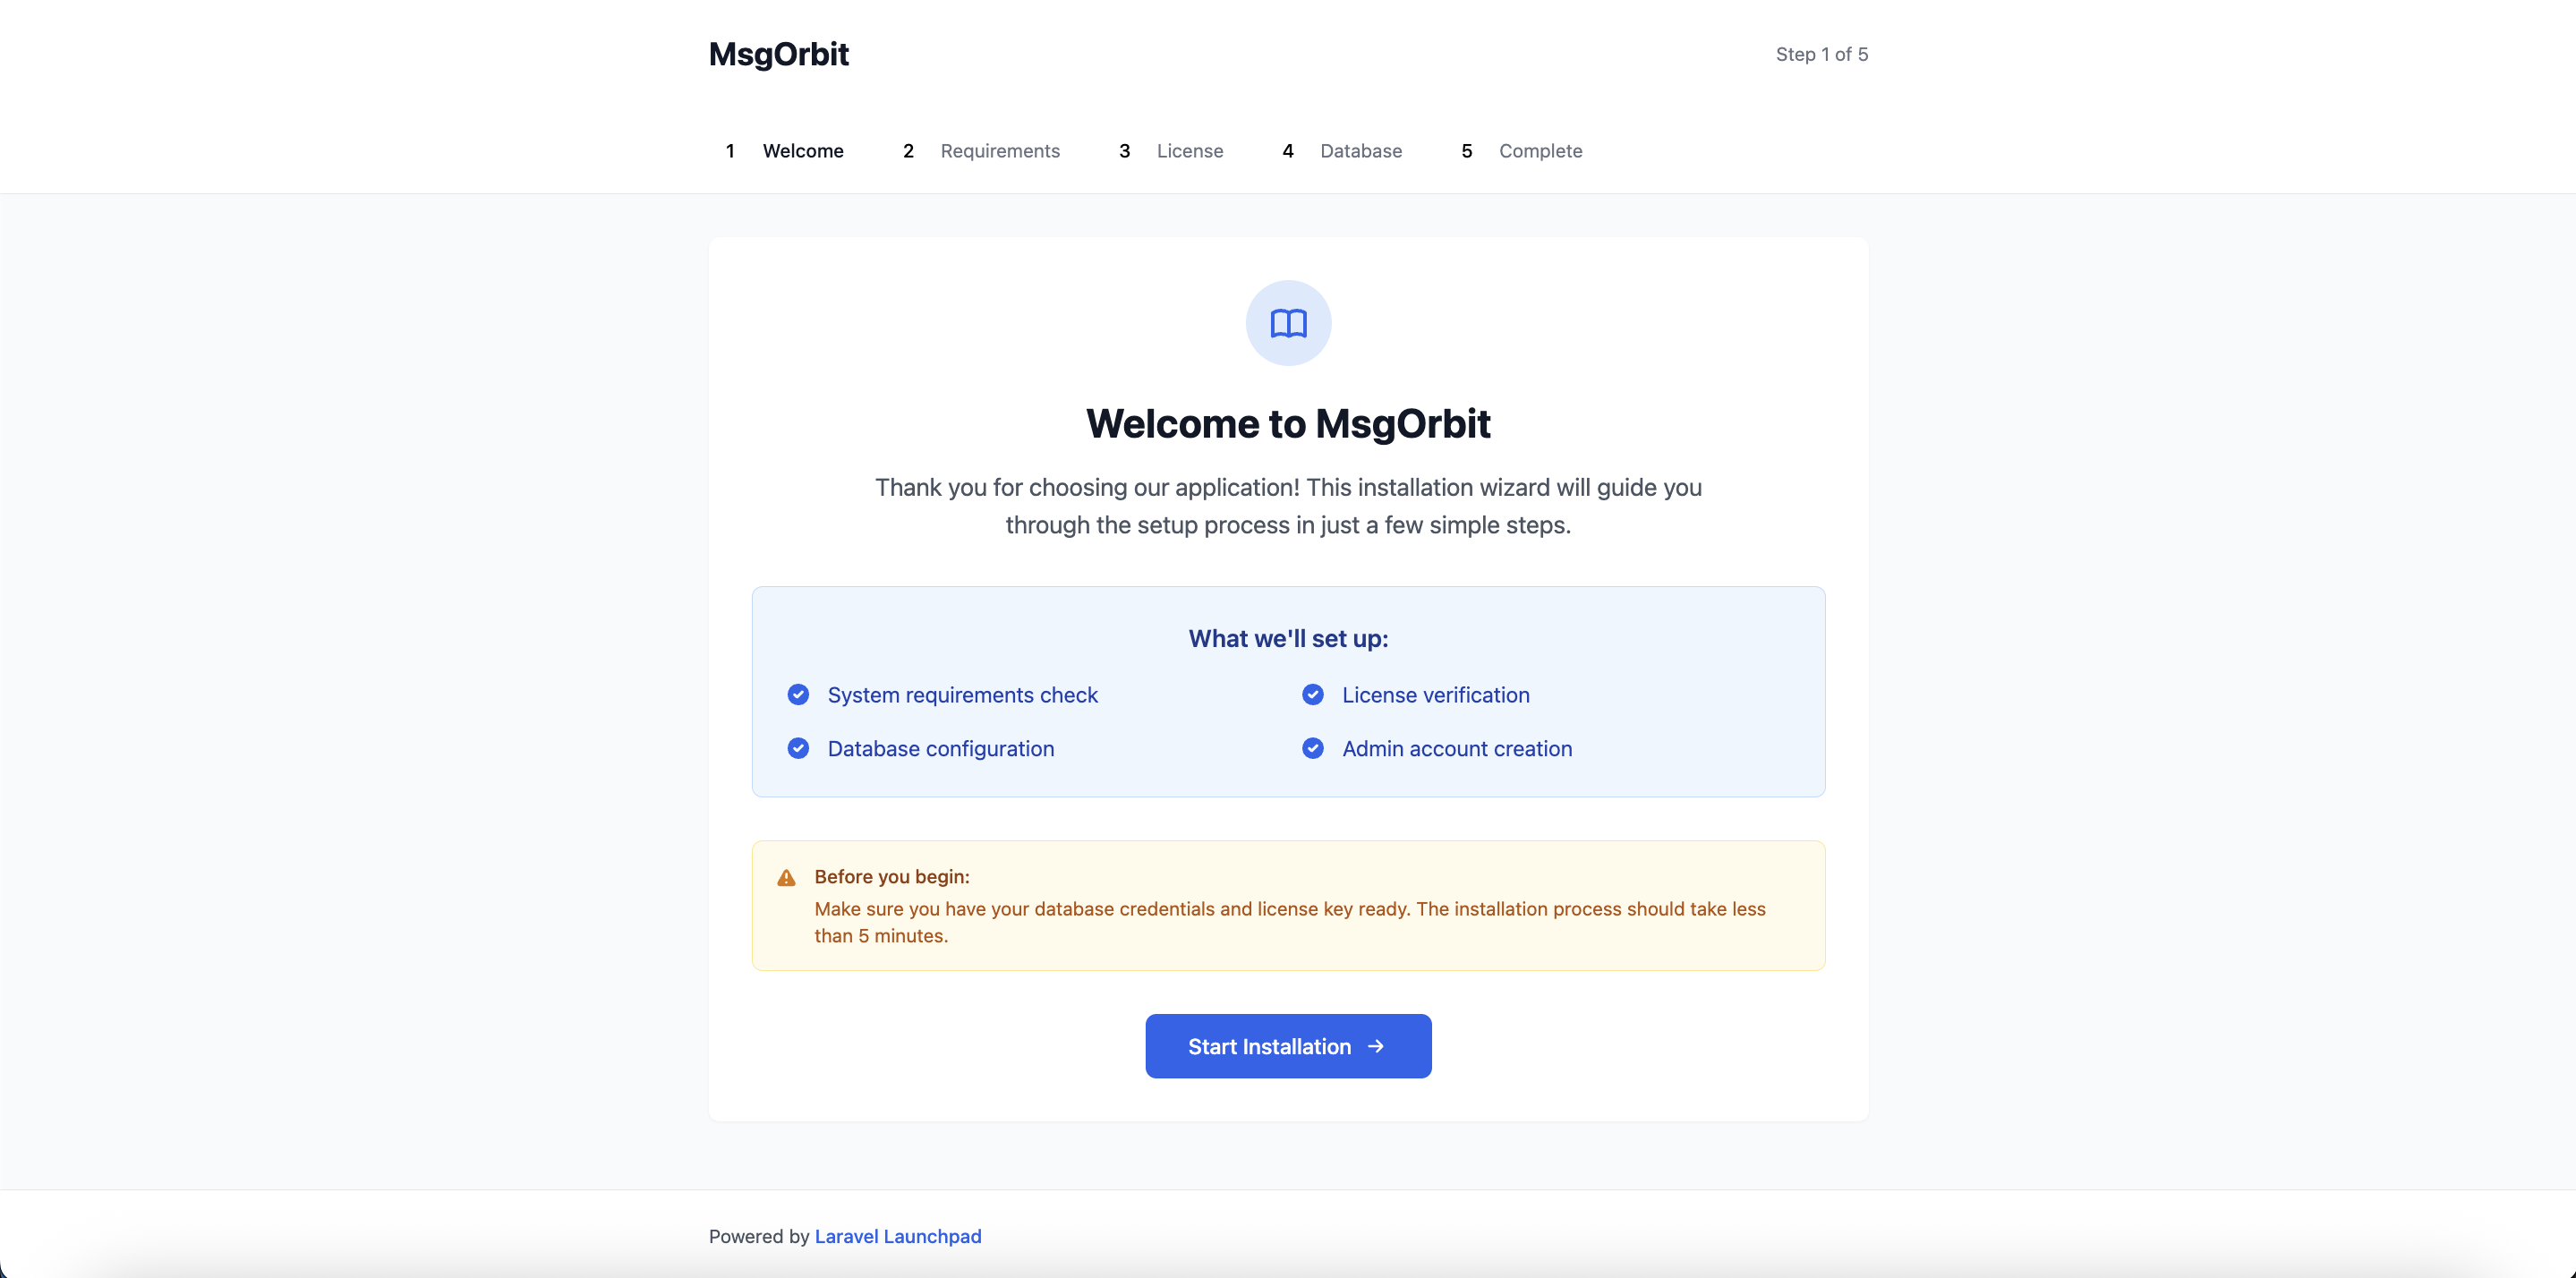 MsgOrbit
Step 1 of 5
1 Welcome 2 Requirements 3 License 4 Database 5 Complete
Welcome to MsgOrbit
Thank you for choosing our application! This installation wizard will guide you
through the setup process in just a few simple steps.
What we'll set up:
System requirements check
License verification
Database configuration
Admin account creation
Before you begin:
Make sure you have your database credentials and license key ready. The installation process should take less
than 5 minutes.
Start Installation →
Powered by Laravel Launchpad